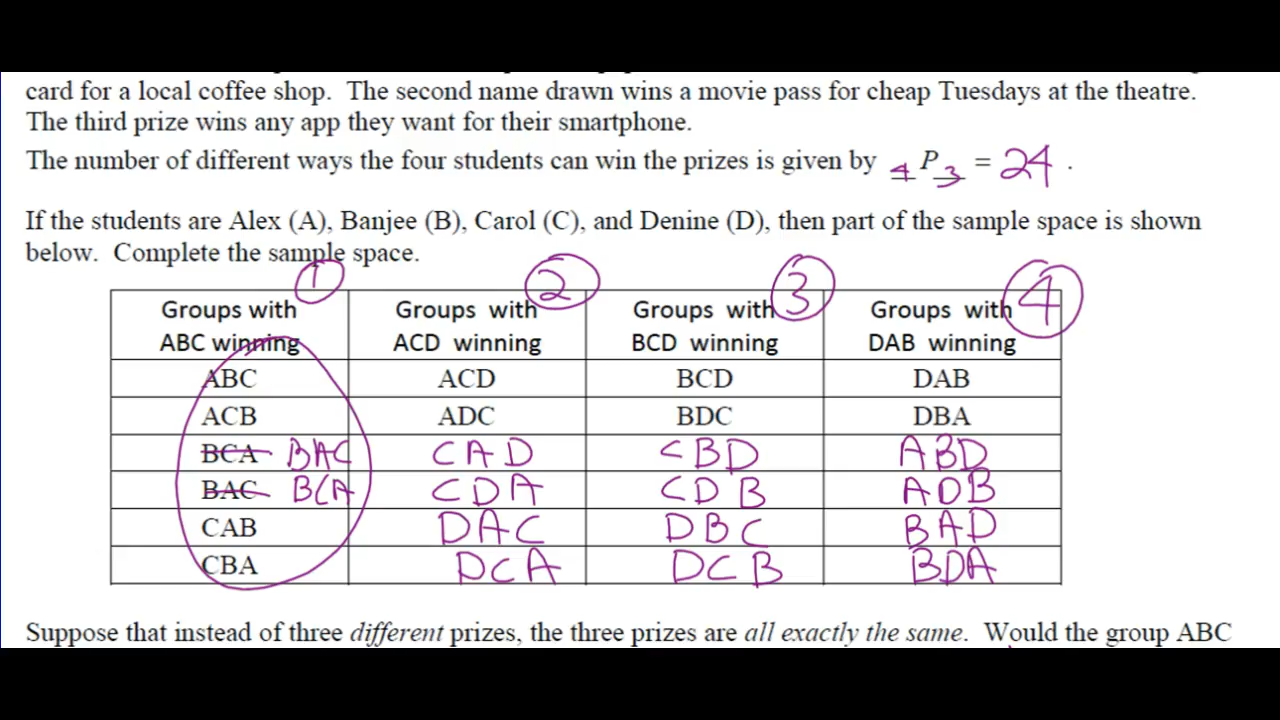 card for a local coffee shop. The second name drawn wins a movie pass for cheap Tuesdays at the theatre.
The third prize wins any app they want for their smartphone.
The number of different ways the four students can win the prizes is given by 4 P 3 = 24 .
If the students are Alex (A), Banjee (B), Carol (C), and Denine (D), then part of the sample space is shown
below. Complete the sample space.
1 2 3 4
Groups with Groups with Groups with Groups with
ABC winning ACD winning BCD winning DAB winning
ABC ACD BCD DAB
ACB ADC BDC DBA
BCA BAC CAD CBD ABD
BAC BCA CDA CDB ADB
CAB DAC DBC BAD
CBA DCA DCB BDA
Suppose that instead of three different prizes, the three prizes are all exactly the same. Would the group ABC